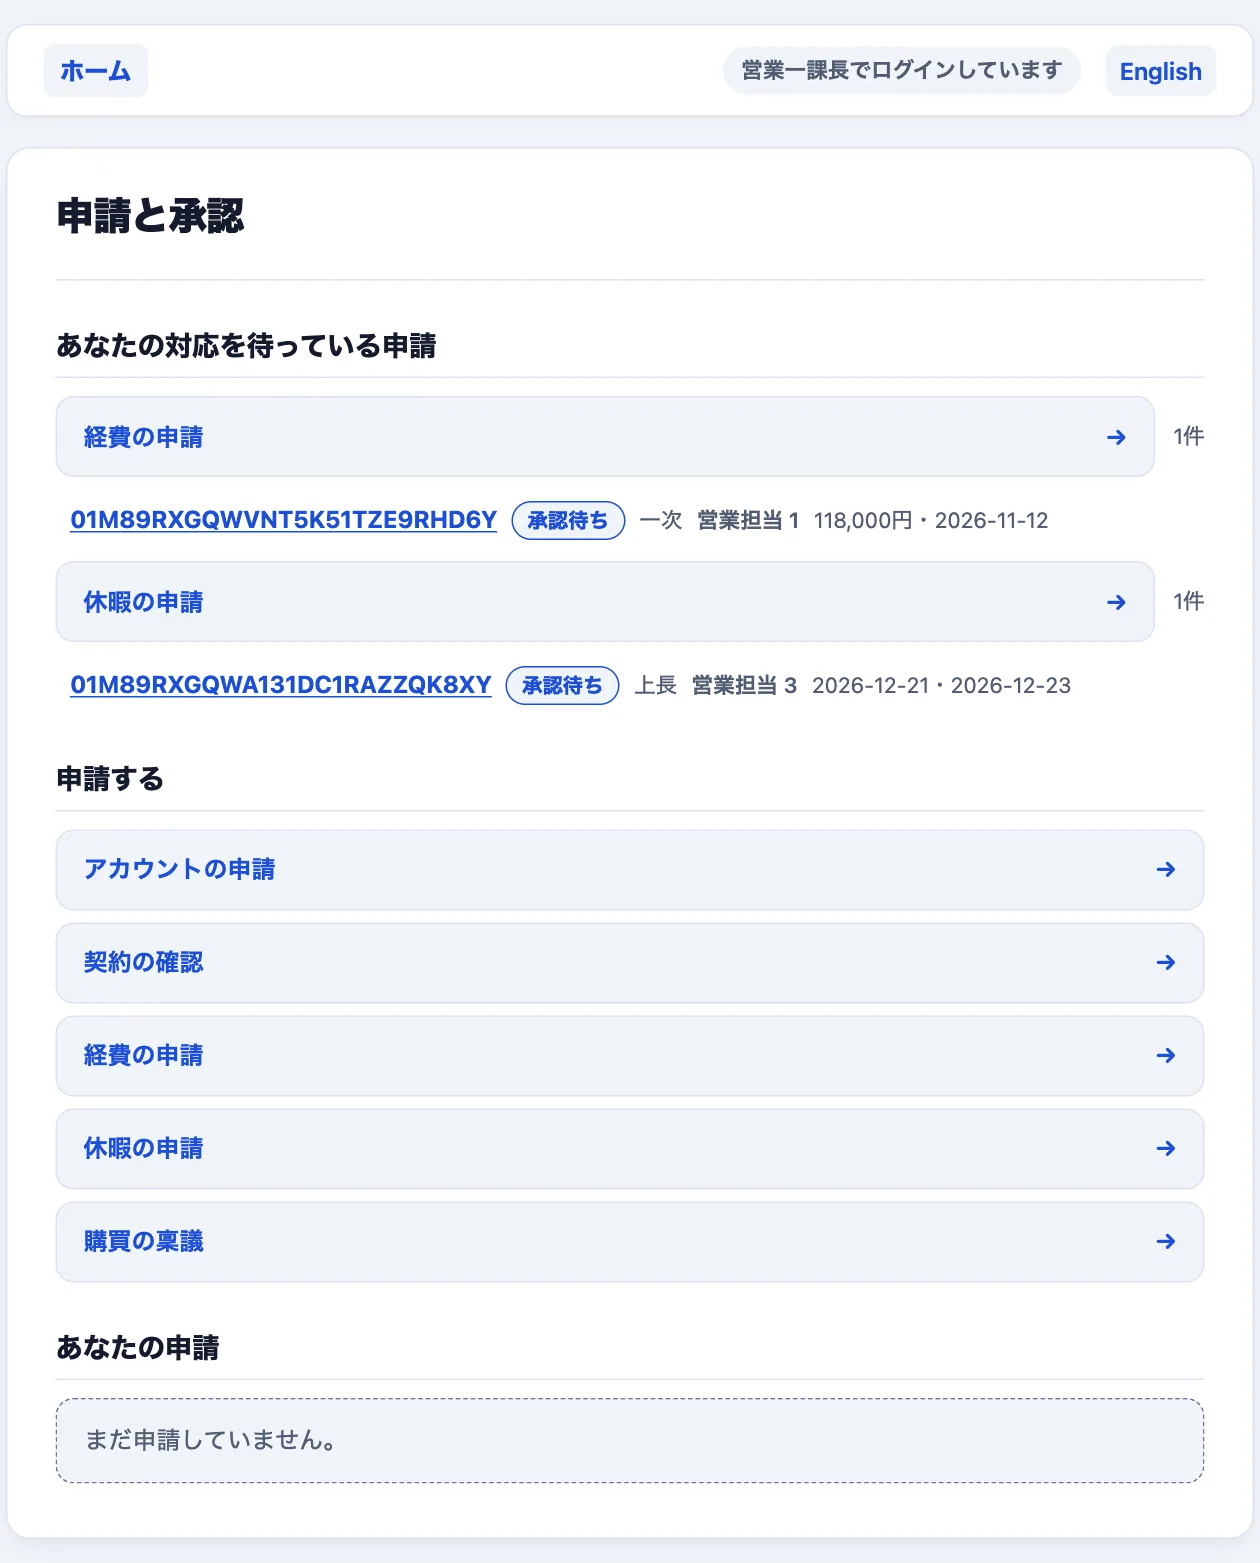 ホーム 営業一課長でログインしています English
申請と承認
あなたの対応を待っている申請
経費の申請 → 1件
01M89RXGQWVNT5K51TZE9RHD6Y 承認待ち 一次 営業担当 1 118,000円・2026-11-12
休暇の申請 → 1件
01M89RXGQWA131DC1RAZZQK8XY 承認待ち 上長 営業担当 3 2026-12-21・2026-12-23
申請する
アカウントの申請 →
契約の確認 →
経費の申請 →
休暇の申請 →
購買の稟議 →
あなたの申請
まだ申請していません。